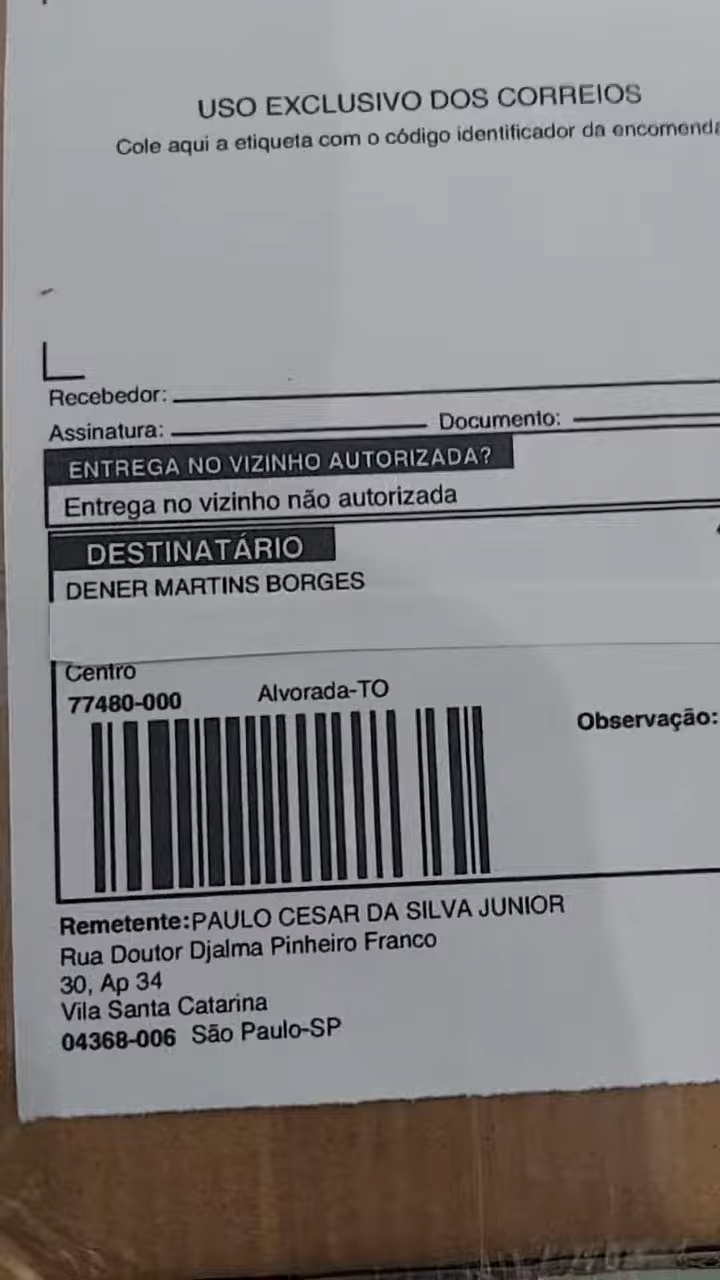 USO EXCLUSIVO DOS CORREIOS
Cole aqui a etiqueta com o código identificador da encomenda
Recebedor:
Assinatura: Documento:
ENTREGA NO VIZINHO AUTORIZADA?
Entrega no vizinho não autorizada
DESTINATÁRIO
DENER MARTINS BORGES
Centro
77480-000 Alvorada-TO
Observação:
Remetente:PAULO CESAR DA SILVA JUNIOR
Rua Doutor Djalma Pinheiro Franco
30, Ap 34
Vila Santa Catarina
04368-006 São Paulo-SP